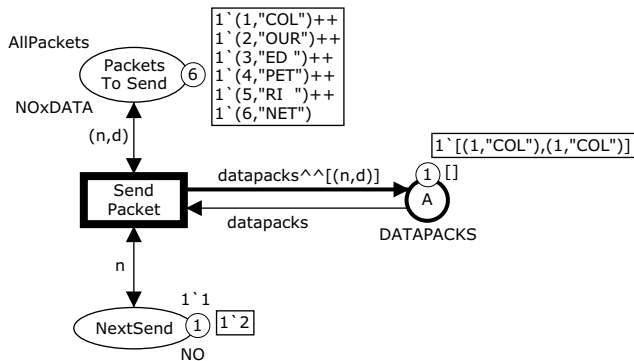 AllPackets
Packets
To Send
6
1`(1,"COL")++
1`(2,"OUR")++
1`(3,"ED ")++
1`(4,"PET")++
1`(5,"RI  ")++
1`(6,"NET")
NOxDATA
(n,d)
1`[(1,"COL"),(1,"COL")]
Send
Packet
datapacks^^[(n,d)]
1
[]
A
datapacks
DATAPACKS
n
1`1
NextSend
1
1`2
NO